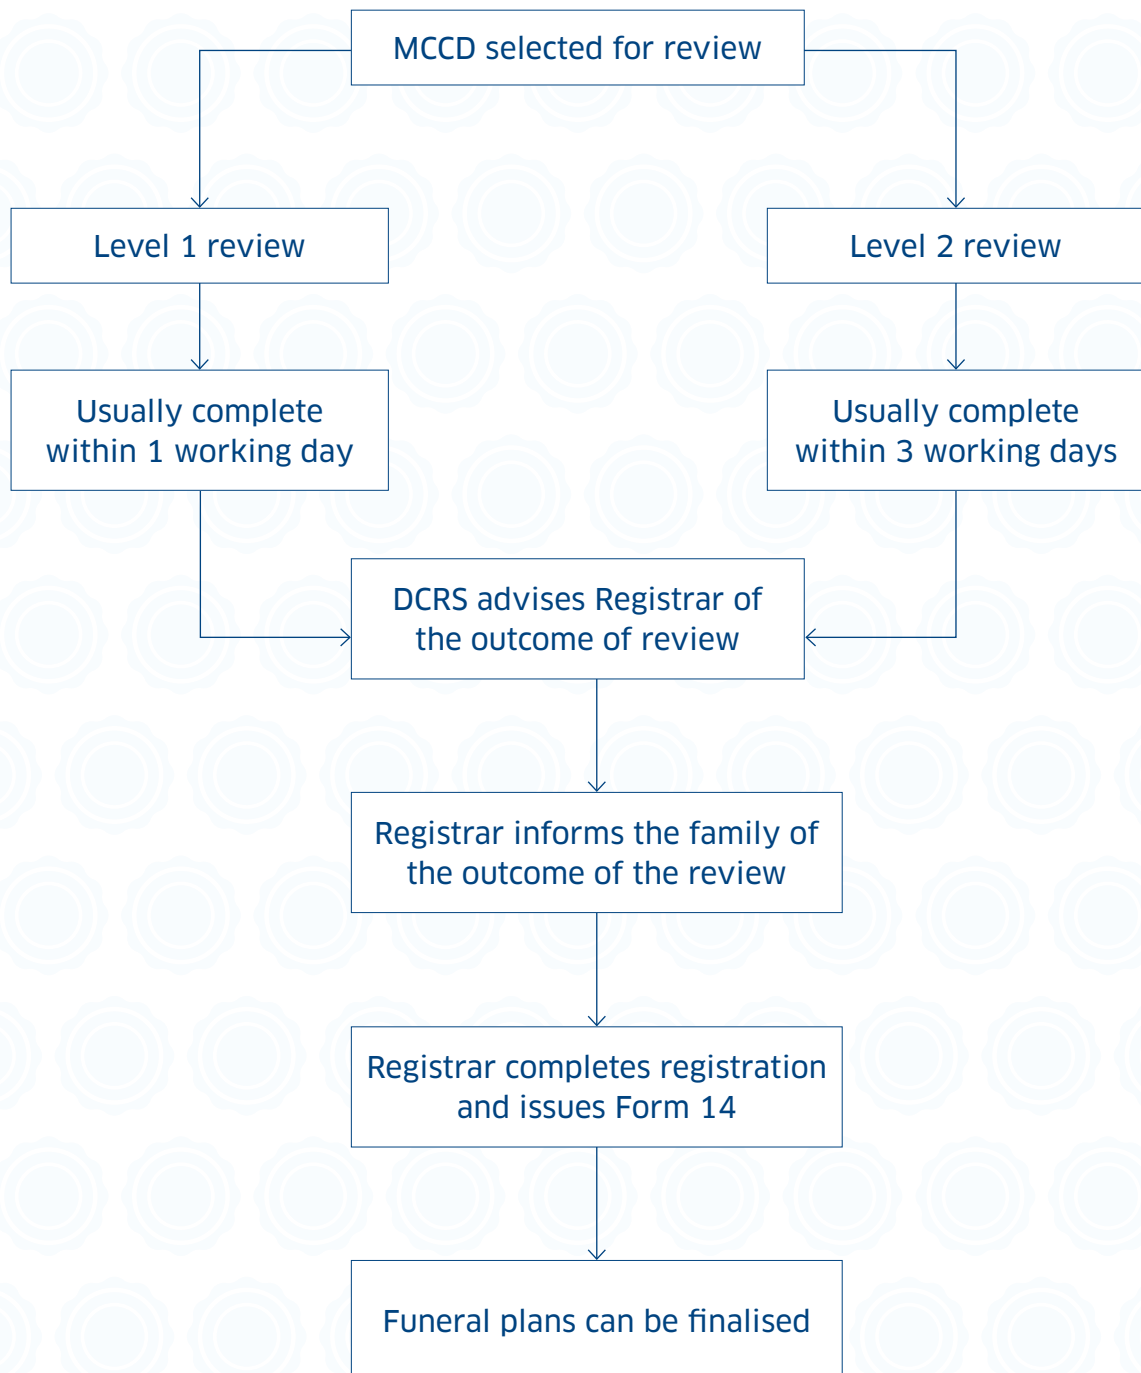 MCCD selected for review
Level 1 review
Level 2 review
Usually complete
within 1 working day
Usually complete
within 3 working days
DCRS advises Registrar of
the outcome of review
Registrar informs the family of
the outcome of the review
Registrar completes registration
and issues Form 14
Funeral plans can be finalised